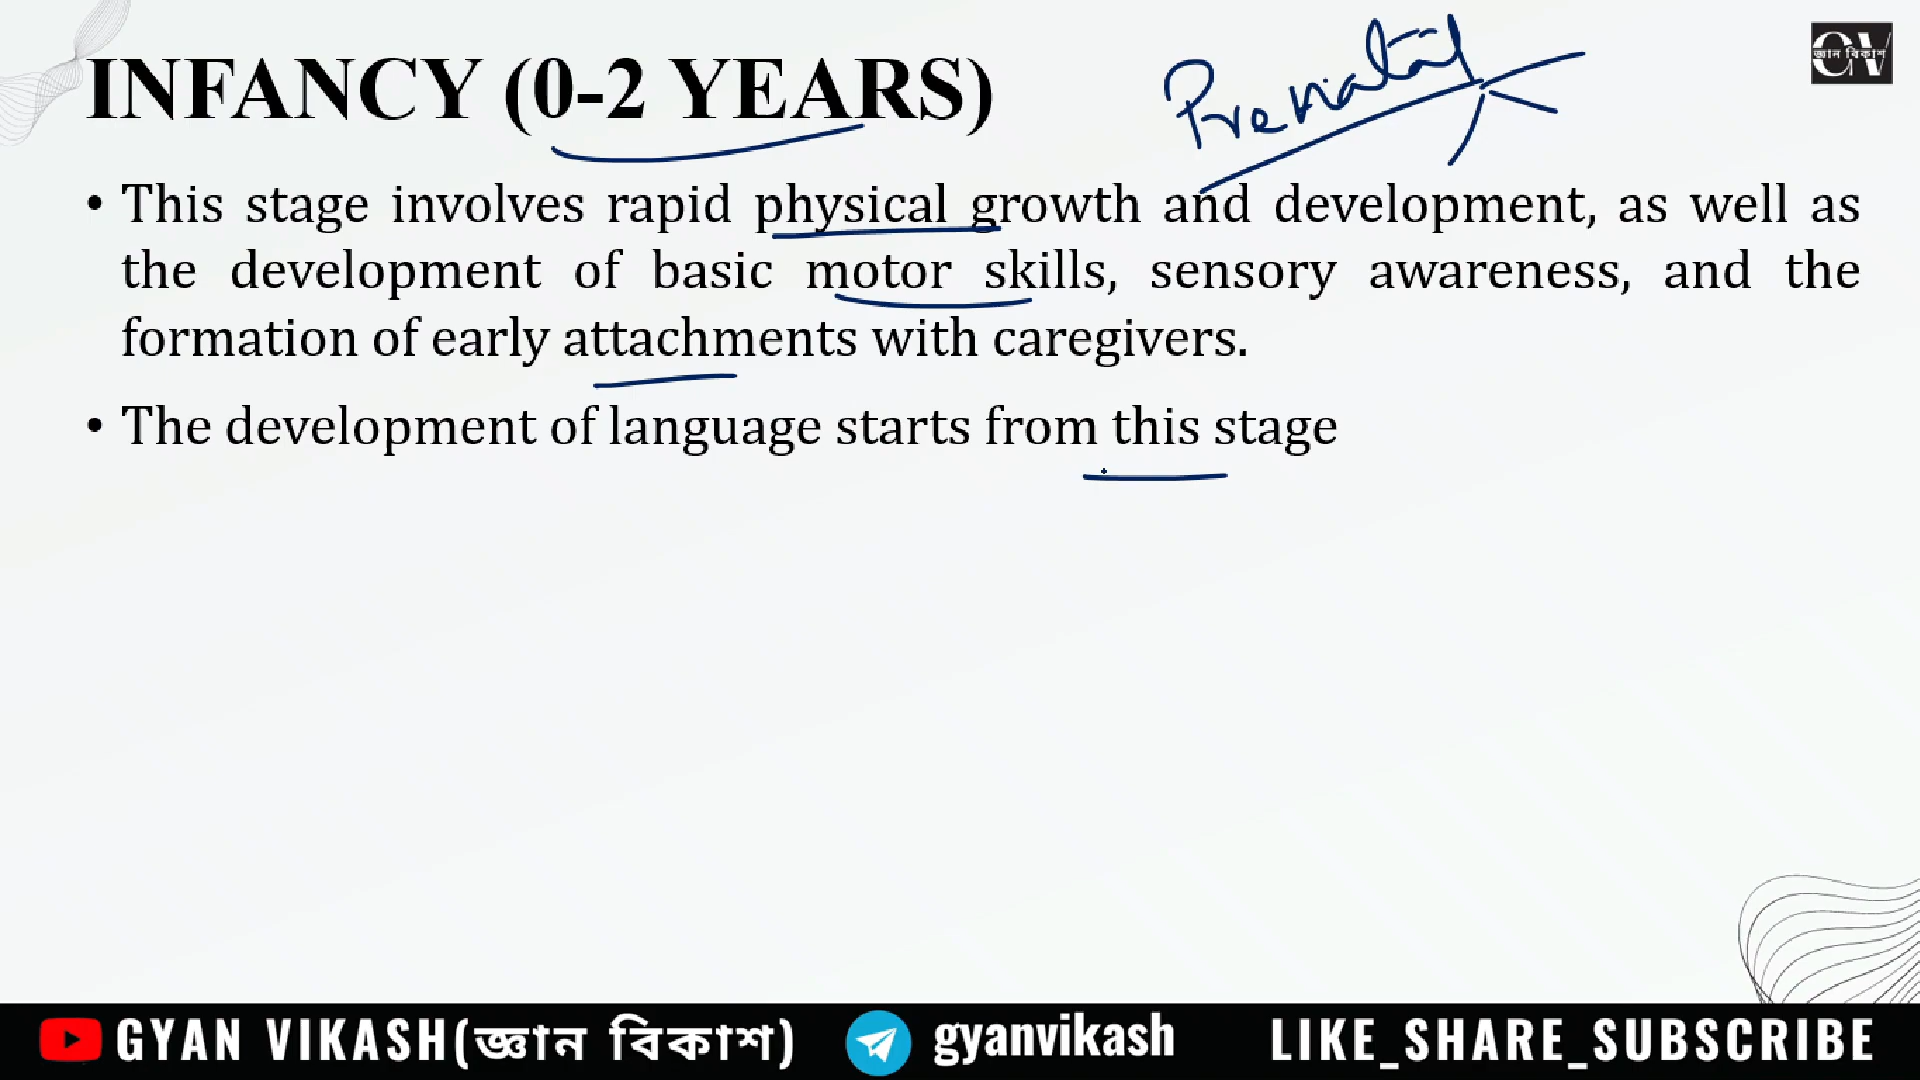 INFANCY (0-2 YEARS)
Prenatal
জ্ঞান বিকাশ
GV
• This stage involves rapid physical growth and development, as well as
the development of basic motor skills, sensory awareness, and the
formation of early attachments with caregivers.
• The development of language starts from this stage
GYAN VIKASH(জ্ঞান বিকাশ) gyanvikash LIKE_SHARE_SUBSCRIBE